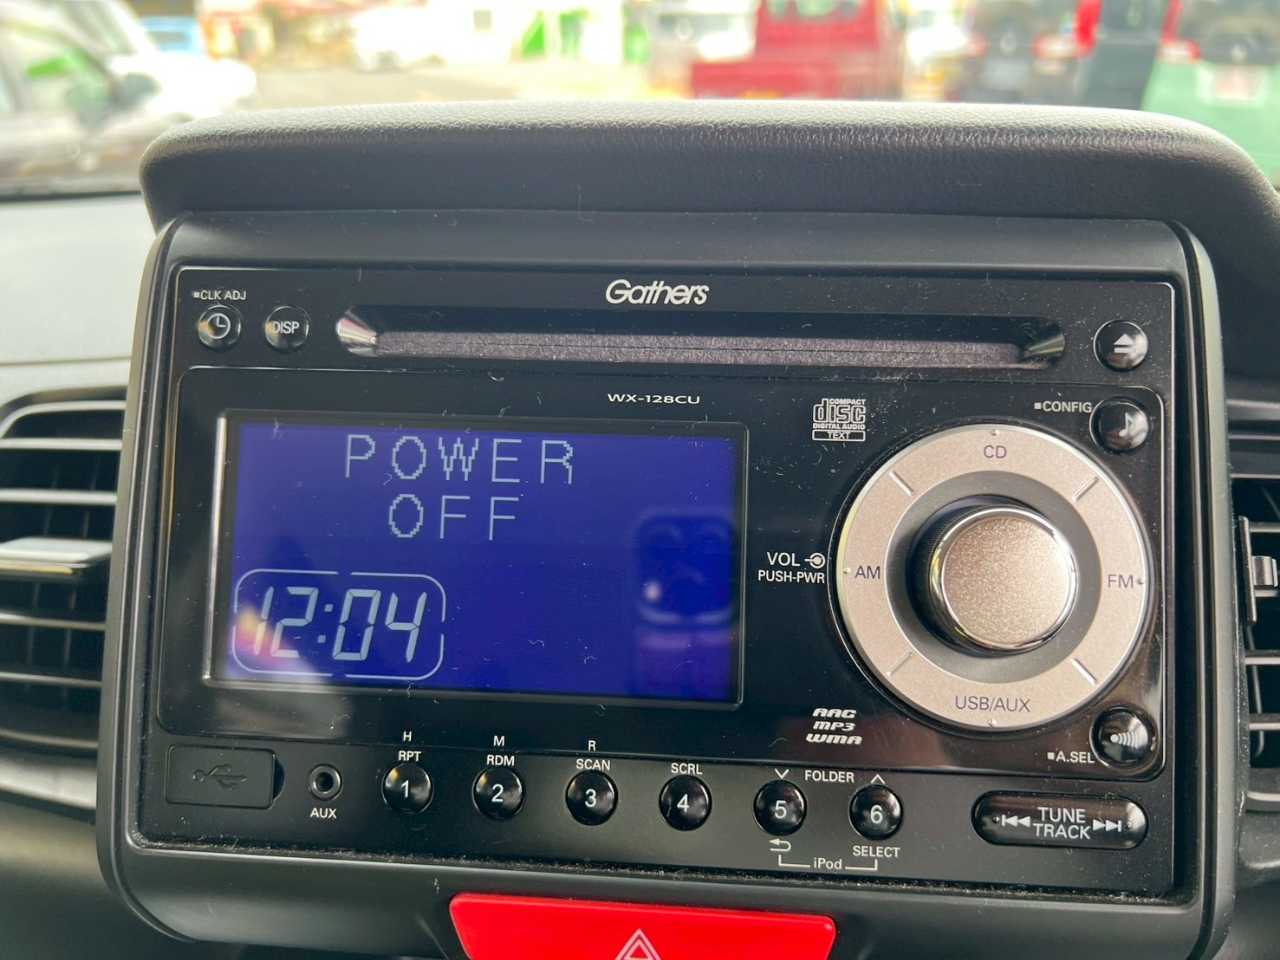 Gathers
■CLK ADJ
DISP
WX-128CU
COMPACT
disc
DIGITAL AUDIO
TEXT
■CONFIG
CD
POWER
OFF
12:04
VOL
PUSH-PWR
AM
FM
USB/AUX
AAC
MP3
WMA
■A.SEL
H
M
R
RPT
RDM
SCAN
SCRL
FOLDER
AUX
1
2
3
4
5
6
TUNE
TRACK
SELECT
iPod